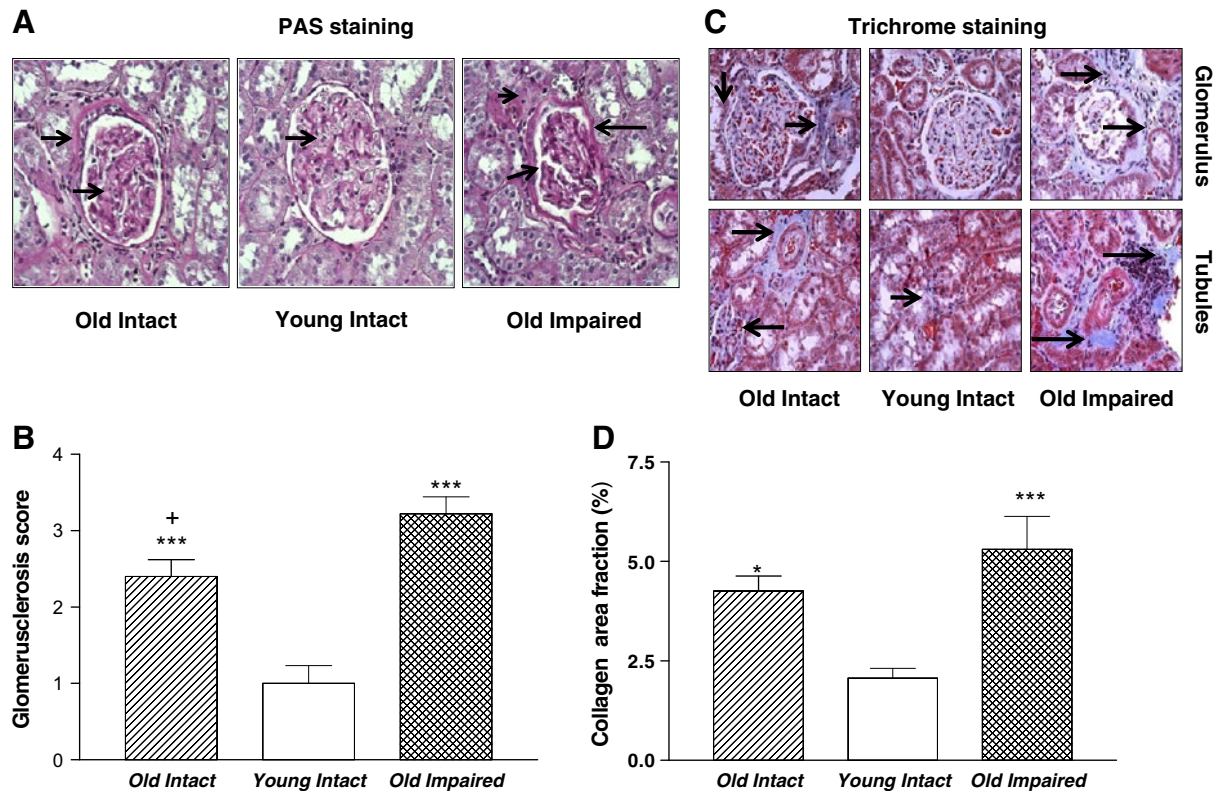 A
PAS staining
Old Intact
Young Intact
Old Impaired
C
Trichrome staining
Glomerulus
Tubules
Old Intact
Young Intact
Old Impaired
B
Glomerusclerosis score
4
3
2
1
0
+
***
***
Old Intact
Young Intact
Old Impaired
D
Collagen area fraction (%)
7.5
5.0
2.5
0.0
*
***
Old Intact
Young Intact
Old Impaired